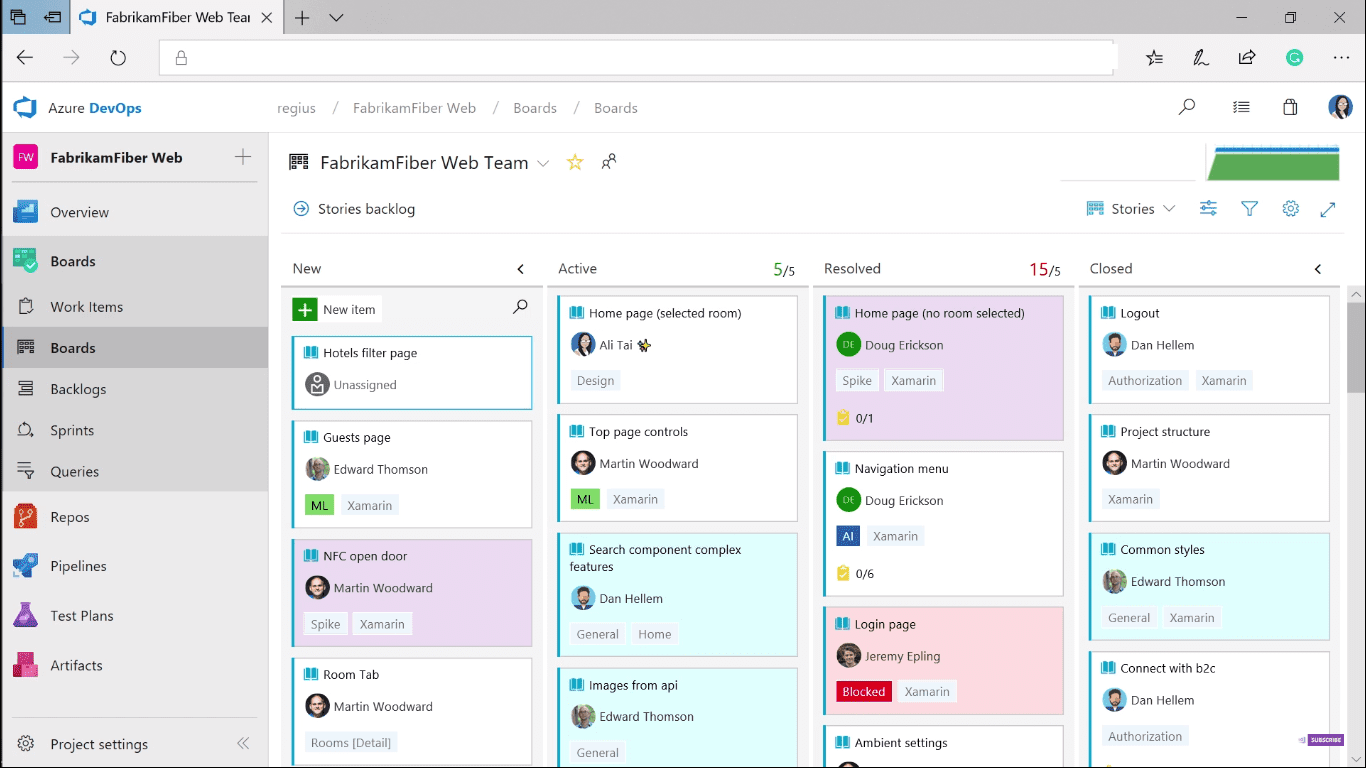 FabrikamFiber Web Tear
Azure DevOps
regius / FabrikamFiber Web / Boards / Boards
FW FabrikamFiber Web
FabrikamFiber Web Team
Overview
Stories backlog
Stories
Boards
New
Active
5/5
Resolved
15/5
Closed
Work Items
Boards
Backlogs
Sprints
Queries
Repos
Pipelines
Test Plans
Artifacts
Project settings
New item
Hotels filter page
Unassigned
Guests page
Edward Thomson
ML Xamarin
NFC open door
Martin Woodward
Spike Xamarin
Room Tab
Martin Woodward
Rooms [Detail]
Home page (selected room)
Ali Tai
Design
Top page controls
Martin Woodward
ML Xamarin
Search component complex
features
Dan Hellem
General Home
Images from api
Edward Thomson
General
Home page (no room selected)
DE Doug Erickson
Spike Xamarin
0/1
Navigation menu
DE Doug Erickson
AI Xamarin
0/6
Login page
Jeremy Epling
Blocked Xamarin
Ambient settings
Logout
Dan Hellem
Authorization Xamarin
Project structure
Martin Woodward
Xamarin
Common styles
Edward Thomson
General Xamarin
Connect with b2c
Dan Hellem
Authorization
SUBSCRIBE